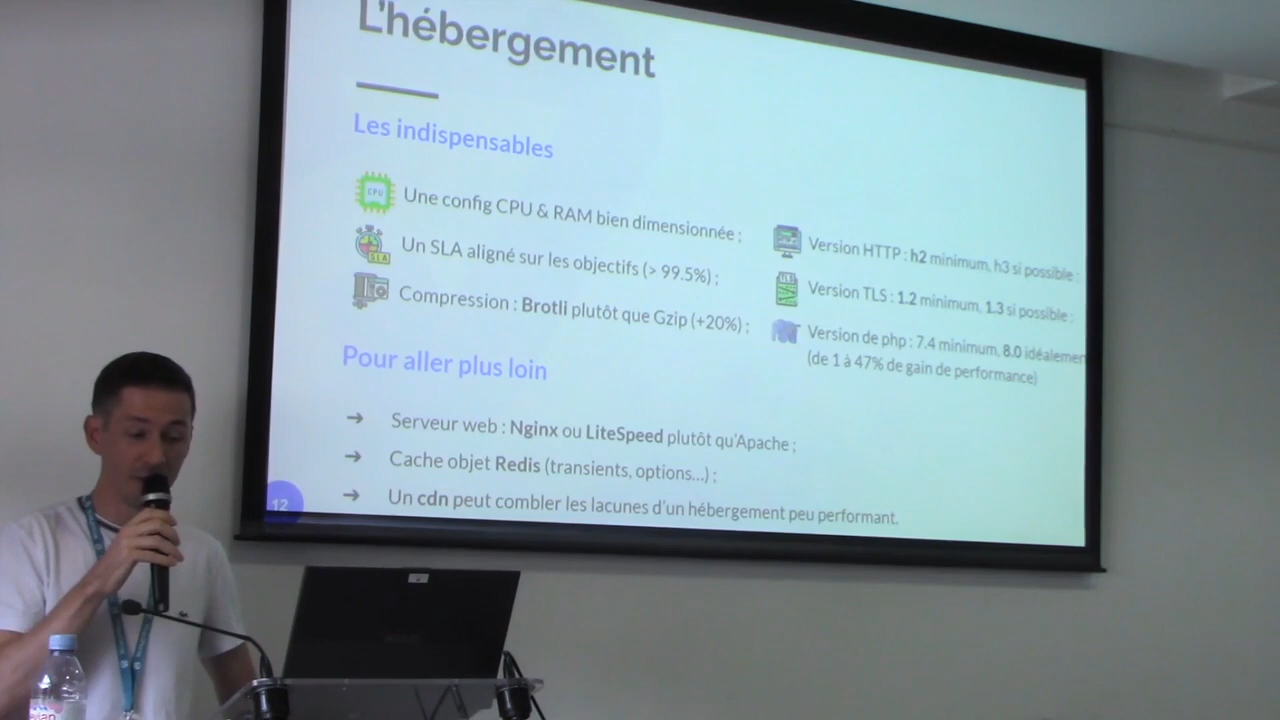 L'hébergement
Les indispensables
CPU
Une config CPU & RAM bien dimensionnée ;
SLA
Un SLA aligné sur les objectifs (> 99.5%) ;
Compression : Brotli plutôt que Gzip (+20%) ;
Version HTTP : h2 minimum, h3 si possible ;
TLS
Version TLS : 1.2 minimum, 1.3 si possible ;
Version de php : 7.4 minimum, 8.0 idéalemen
(de 1 à 47% de gain de performance)
Pour aller plus loin
➔ Serveur web : Nginx ou LiteSpeed plutôt qu'Apache ;
➔ Cache objet Redis (transients, options...) ;
➔ Un cdn peut combler les lacunes d'un hébergement peu performant.
12